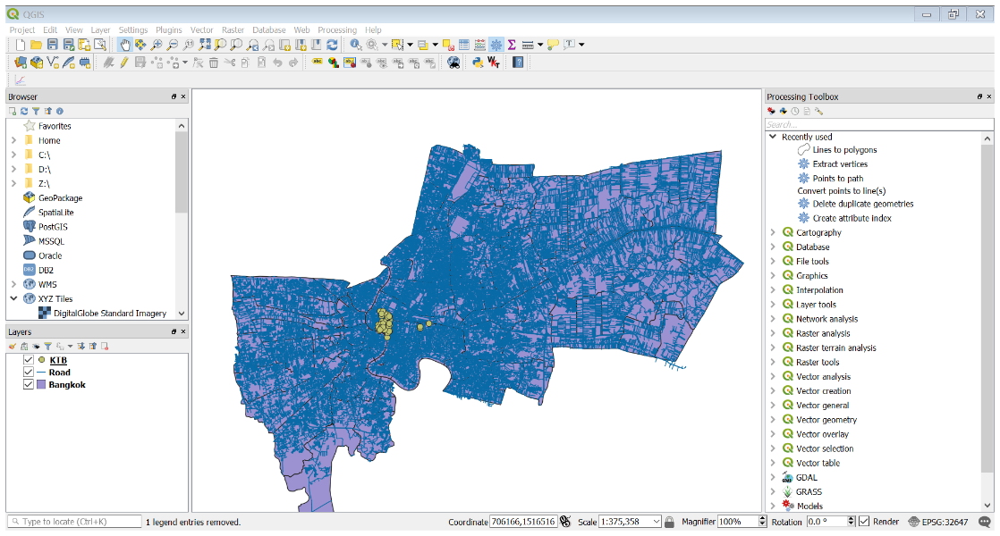 QGIS
Project Edit View Layer Settings Plugins Vector Raster Database Web Processing Help
Browser
Favorites
Home
C:\
D:\
Z:\
GeoPackage
SpatiaLite
PostGIS
MSSQL
Oracle
DB2
WMS
XYZ Tiles
DigitalGlobe Standard Imagery
Layers
KTB
Road
Bangkok
Processing Toolbox
Search...
Recently used
Lines to polygons
Extract vertices
Points to path
Convert points to line(s)
Delete duplicate geometries
Create attribute index
Cartography
Database
File tools
Graphics
Interpolation
Layer tools
Network analysis
Raster analysis
Raster terrain analysis
Raster tools
Vector analysis
Vector creation
Vector general
Vector geometry
Vector overlay
Vector selection
Vector table
GDAL
GRASS
Models
Type to locate (Ctrl+K) 1 legend entries removed. Coordinate 706166,1516516 Scale 1:375,358 Magnifier 100% Rotation 0.0 ° Render EPSG:32647